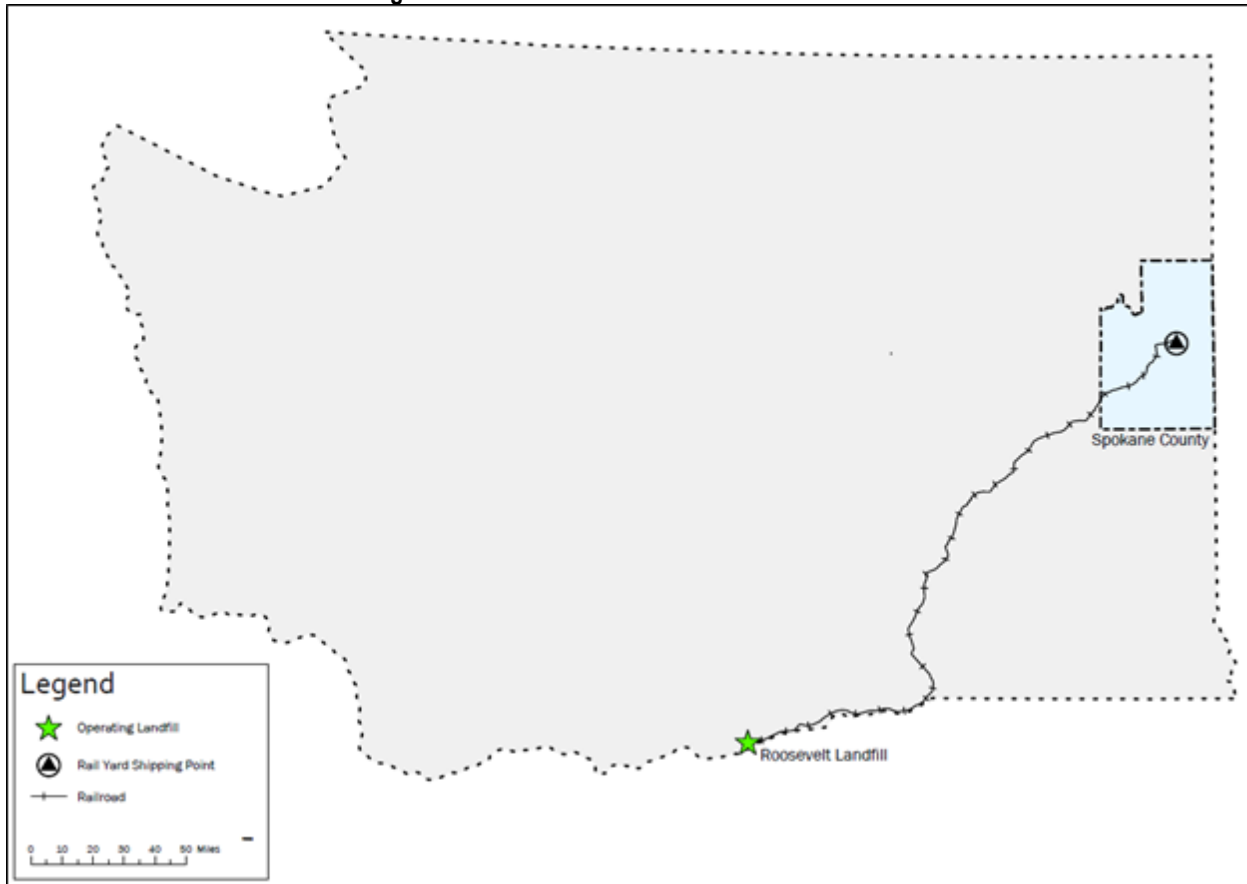 Spokane County
Roosevelt Landfill
Legend
Operating Landfill
Rail Yard Shipping Point
Railroad
0 10 20 30 40 50 Miles